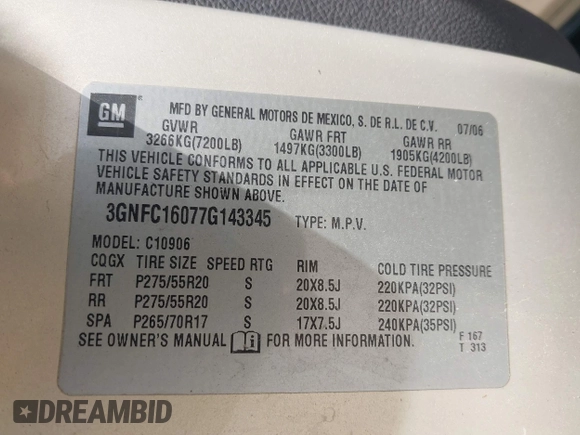 GM ® MFD BY GENERAL MOTORS DE MEXICO, S. DE R.L. DE C.V. 07/06
GVWR GAWR FRT GAWR RR
3266KG(7200LB) 1497KG(3300LB) 1905KG(4200LB)
THIS VEHICLE CONFORMS TO ALL APPLICABLE U.S. FEDERAL MOTOR
VEHICLE SAFETY STANDARDS IN EFFECT ON THE DATE OF
MANUFACTURE SHOWN ABOVE.
3GNFC16077G143345 TYPE: M.P.V.
MODEL: C10906
CQGX TIRE SIZE SPEED RTG RIM COLD TIRE PRESSURE
FRT P275/55R20 S 20X8.5J 220KPA(32PSI)
RR P275/55R20 S 20X8.5J 220KPA(32PSI)
SPA P265/70R17 S 17X7.5J 240KPA(35PSI)
SEE OWNER'S MANUAL FOR MORE INFORMATION.
F 167
T 313
DREAMBID